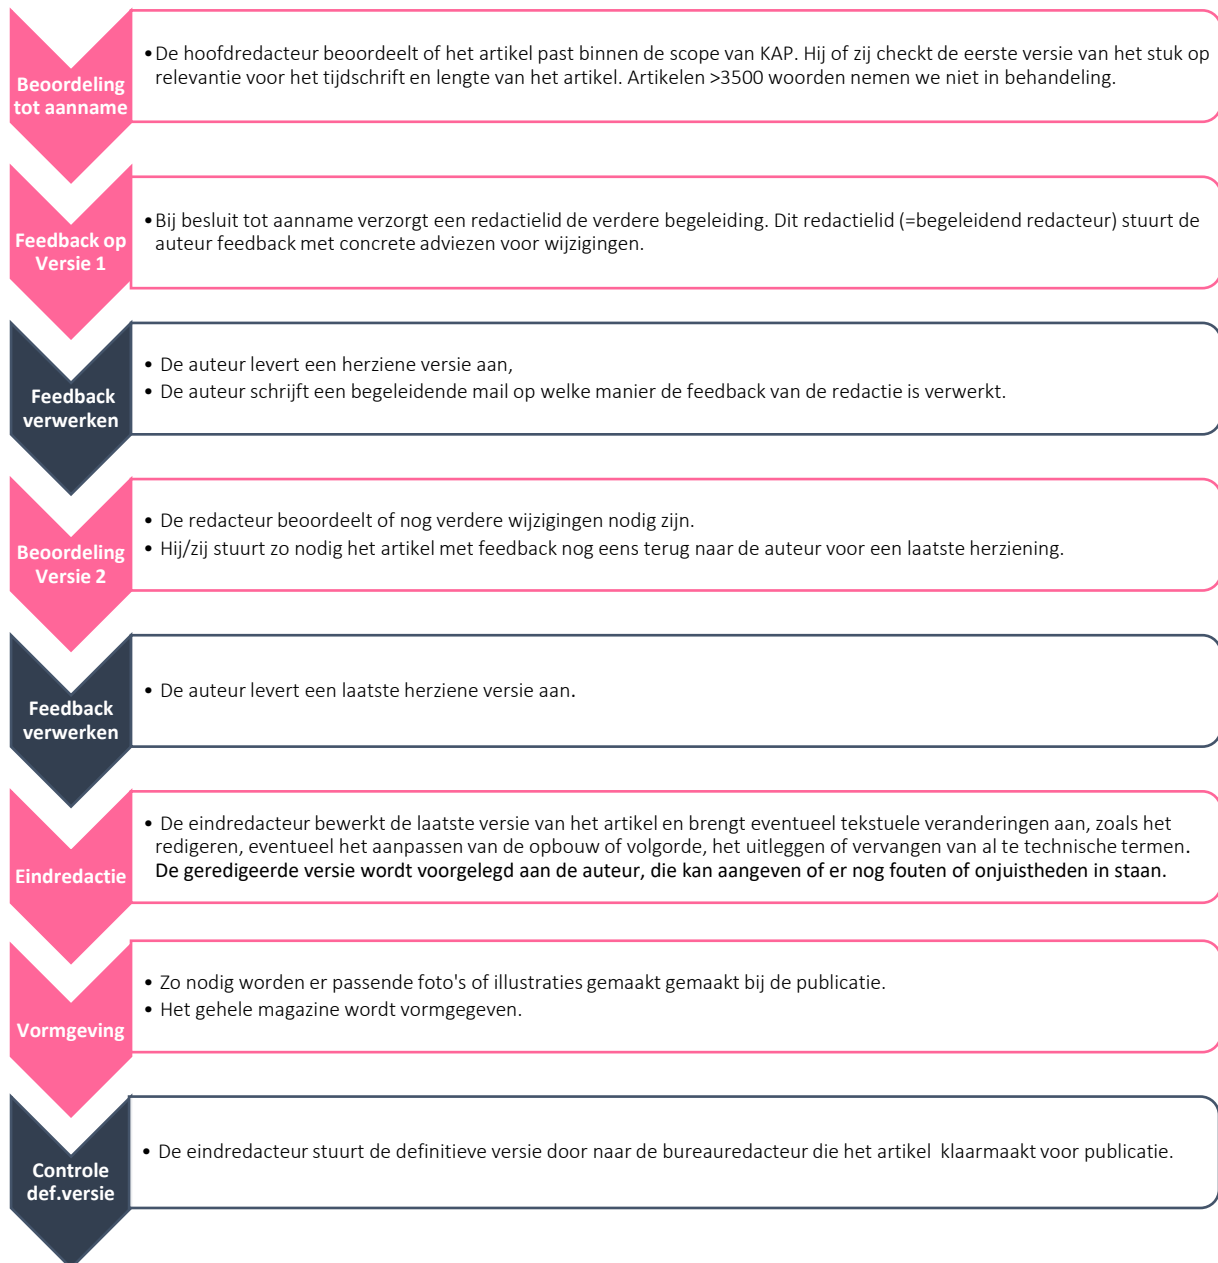 Beoordeling
tot aanname
•De hoofdredacteur beoordeelt of het artikel past binnen de scope van KAP. Hij of zij checkt de eerste versie van het stuk op
relevantie voor het tijdschrift en lengte van het artikel. Artikelen >3500 woorden nemen we niet in behandeling.
Feedback op
Versie 1
•Bij besluit tot aanname verzorgt een redactielid de verdere begeleiding. Dit redactielid (=begeleidend redacteur) stuurt de
auteur feedback met concrete adviezen voor wijzigingen.
Feedback
verwerken
• De auteur levert een herziene versie aan,
• De auteur schrijft een begeleidende mail op welke manier de feedback van de redactie is verwerkt.
Beoordeling
Versie 2
• De redacteur beoordeelt of nog verdere wijzigingen nodig zijn.
• Hij/zij stuurt zo nodig het artikel met feedback nog eens terug naar de auteur voor een laatste herziening.
Feedback
verwerken
• De auteur levert een laatste herziene versie aan.
Eindredactie
• De eindredacteur bewerkt de laatste versie van het artikel en brengt eventueel tekstuele veranderingen aan, zoals het
redigeren, eventueel het aanpassen van de opbouw of volgorde, het uitleggen of vervangen van al te technische termen.
De geredigeerde versie wordt voorgelegd aan de auteur, die kan aangeven of er nog fouten of onjuistheden in staan.
Vormgeving
• Zo nodig worden er passende foto's of illustraties gemaakt gemaakt bij de publicatie.
• Het gehele magazine wordt vormgegeven.
Controle
def.versie
• De eindredacteur stuurt de definitieve versie door naar de bureauredacteur die het artikel klaarmaakt voor publicatie.